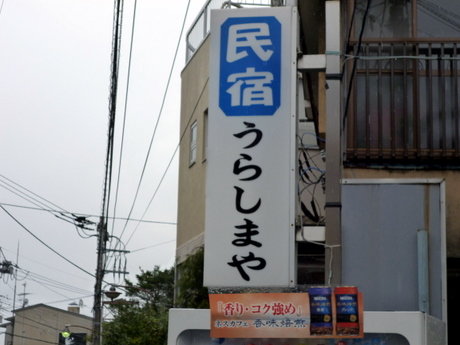 民宿
うらしまや
『香り・コク強め』
ネスカフェ 香味焙煎